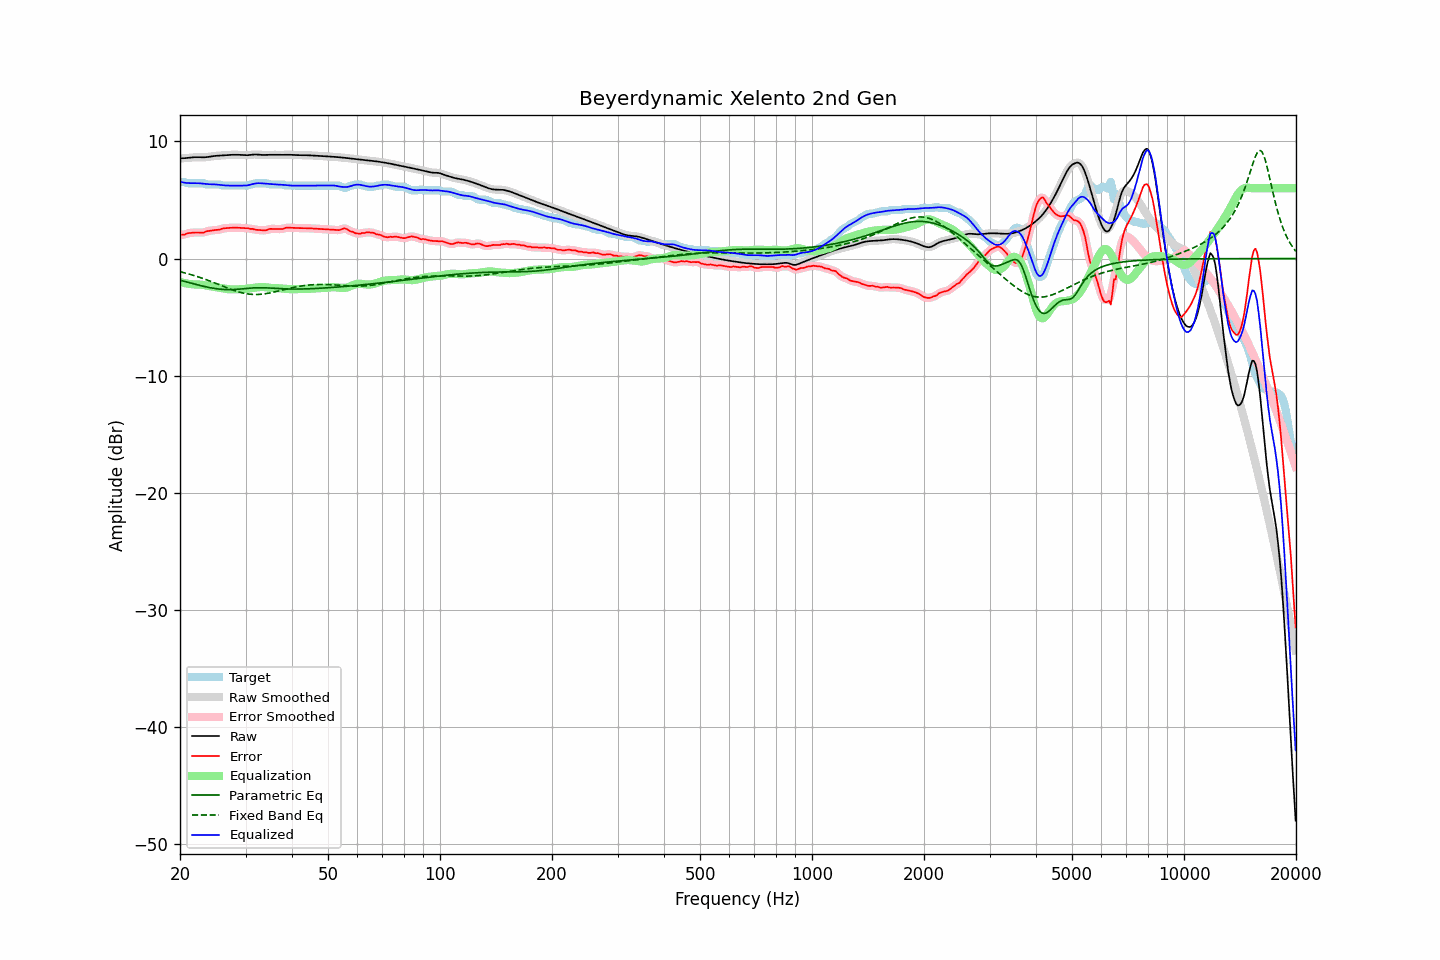 Beyerdynamic Xelento 2nd Gen
10
0
−10
−20
−30
−40
−50
Amplitude (dBr)
Target
Raw Smoothed
Error Smoothed
Raw
Error
Equalization
Parametric Eq
Fixed Band Eq
Equalized
20 50 100 200 500 1000 2000 5000 10000 20000
Frequency (Hz)